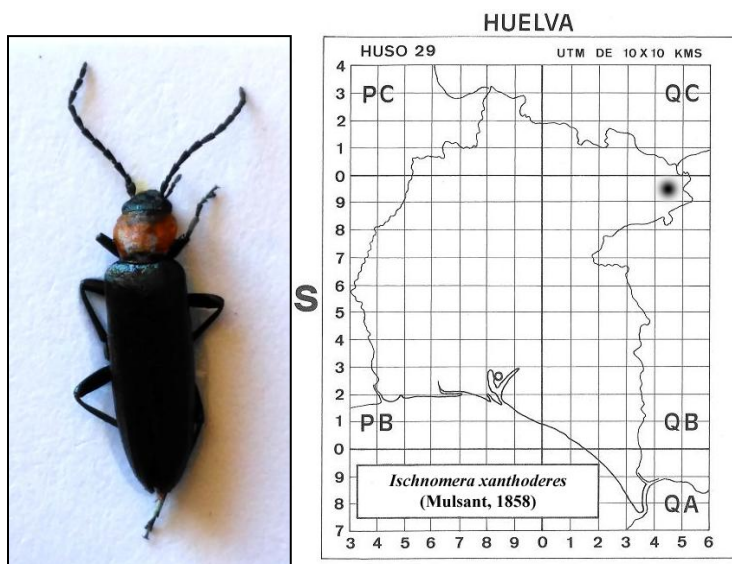 HUELVA
HUSO 29 UTM DE 10 X 10 KMS
4
3 PC QC
2
1
0
9
8
7
S 6
5
4
3
2
1 PB QB
0
9 Ischnomera xanthoderes
8 (Mulsant, 1858) QA
7
3 4 5 6 7 8 9 0 1 2 3 4 5 6